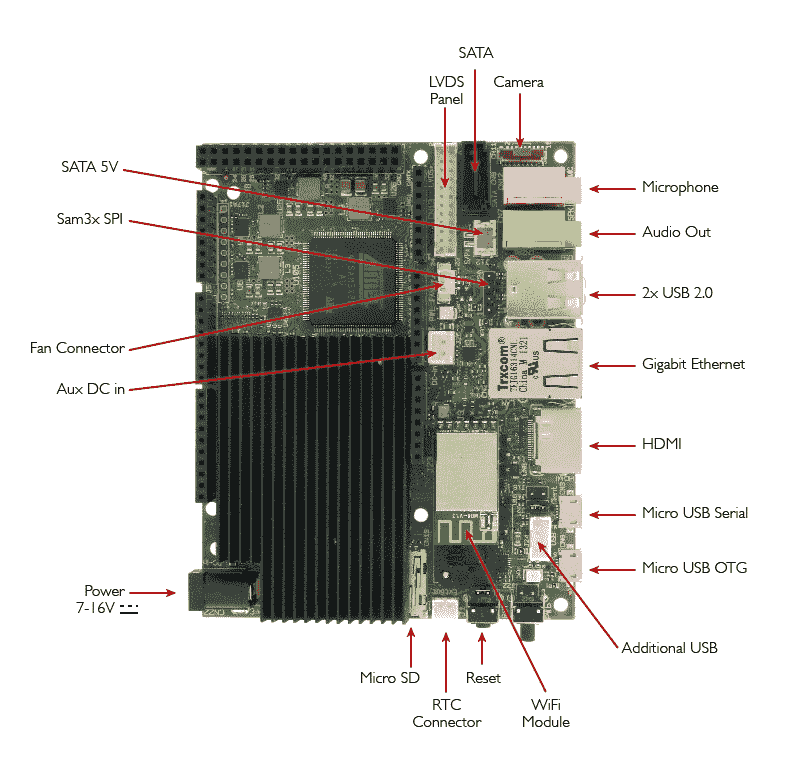 SATA
LVDS
Panel
Camera
SATA 5V
Microphone
Sam3x SPI
Audio Out
2x USB 2.0
Fan Connector
Gigabit Ethernet
Aux DC in
Trxcom®
China M 1321
HDMI
Micro USB Serial
Micro USB OTG
Power
7-16V
Additional USB
Micro SD
Reset
RTC
Connector
WiFi
Module